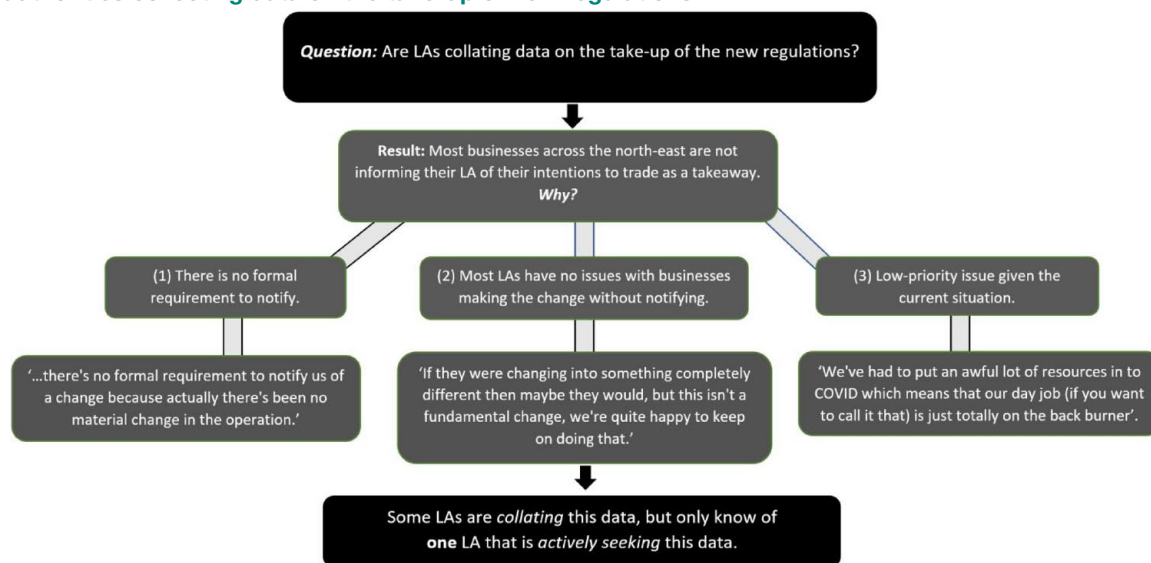 Question: Are LAs collating data on the take-up of the new regulations?
Result: Most businesses across the north-east are not
informing their LA of their intentions to trade as a takeaway.
Why?
(1) There is no formal
requirement to notify.
(2) Most LAs have no issues with businesses
making the change without notifying.
(3) Low-priority issue given the
current situation.
‘...there's no formal requirement to notify us of
a change because actually there's been no
material change in the operation.’
‘If they were changing into something completely
different then maybe they would, but this isn't a
fundamental change, we're quite happy to keep
on doing that.’
‘We've had to put an awful lot of resources in to
COVID which means that our day job (if you want
to call it that) is just totally on the back burner’.
Some LAs are collating this data, but only know of
one LA that is actively seeking this data.